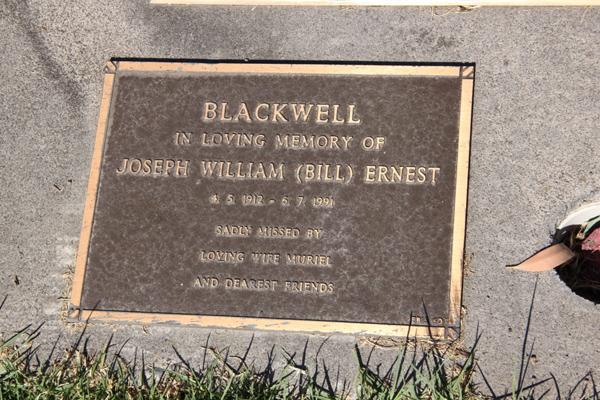 BLACKWELL
IN LOVING MEMORY OF
JOSEPH WILLIAM (BILL) ERNEST
4. 5. 1912 - 6. 7. 1991
SADLY MISSED BY
LOVING WIFE MURIEL
AND DEAREST FRIENDS